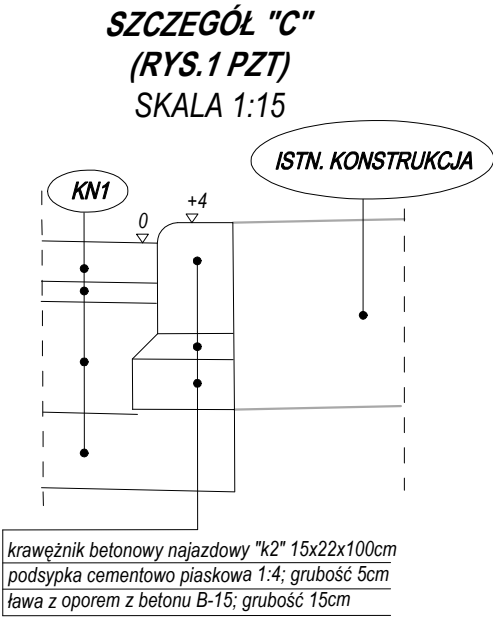 SZCZEGÓŁ "C"
(RYS.1 PZT)
SKALA 1:15
ISTN. KONSTRUKCJA
KN1
+4
0
krawężnik betonowy najazdowy "k2" 15x22x100cm
podsypka cementowo piaskowa 1:4; grubość 5cm
ława z oporem z betonu B-15; grubość 15cm